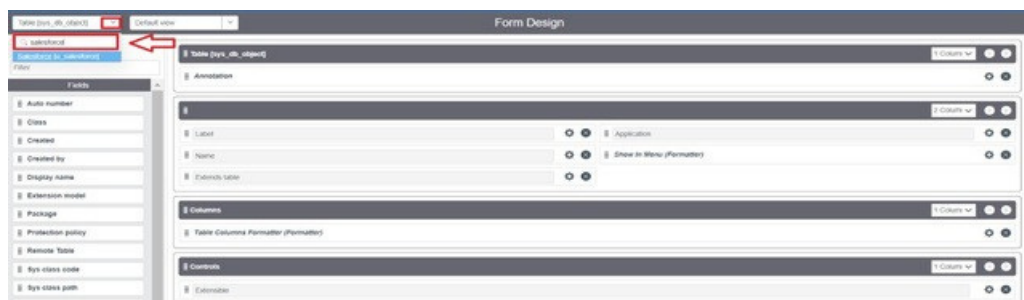 Table [sys_db_object]
Default view
Form Design
salesforce
Salesforce [u_salesforce]
Filter
Fields
Auto number
Class
Created
Created by
Display name
Extension model
Package
Protection policy
Remote Table
Sys class code
Sys class path
Table [sys_db_object]
1 Column
Annotation
2 Column
Label
Application
Name
Show In Menu (Formatter)
Extends table
Columns
1 Column
Table Columns Formatter (Formatter)
Controls
1 Column
Extensible